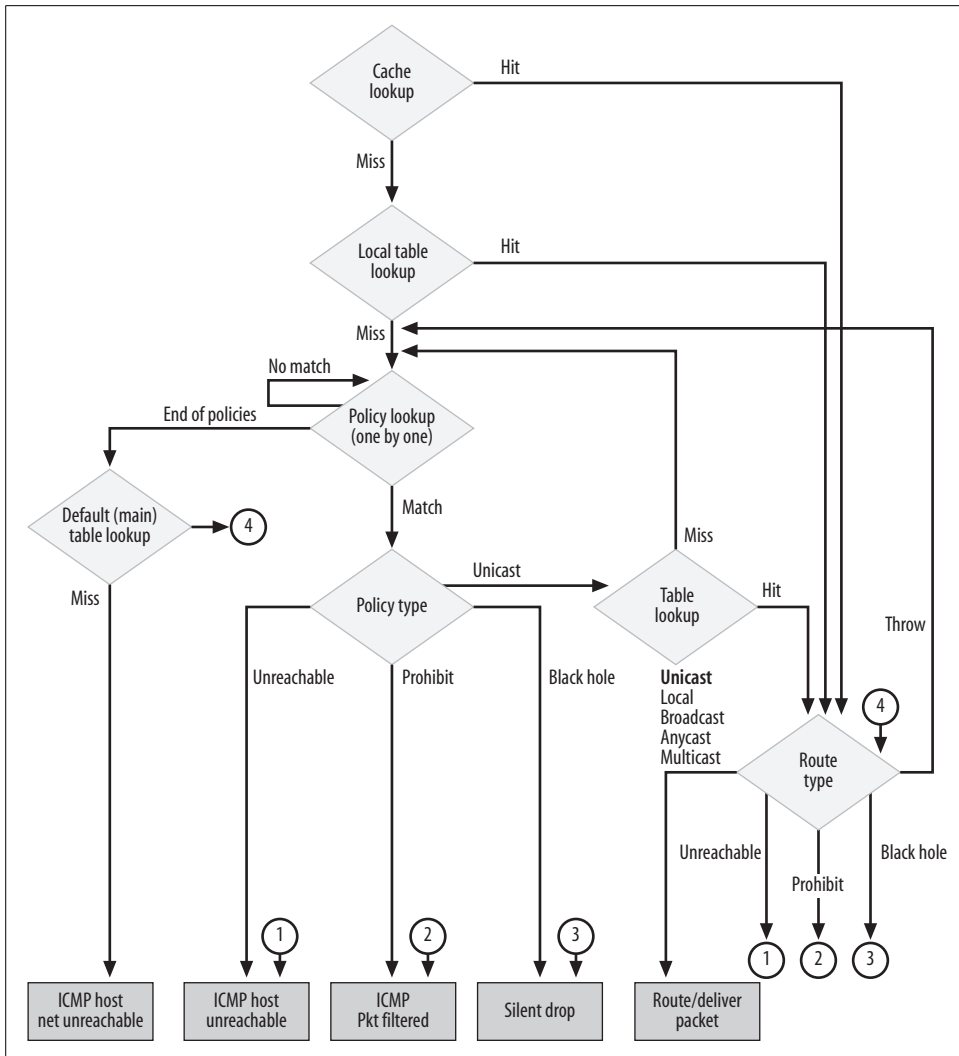 Cache
lookup
Hit
Miss
Local table
lookup
Hit
Miss
No match
End of policies
Policy lookup
(one by one)
Default (main)
table lookup
4
Match
Miss
Unicast
Miss
Policy type
Table
lookup
Hit
Throw
Unreachable
Prohibit
Black hole
Unicast
Local
Broadcast
Anycast
Multicast
4
Route
type
Unreachable
Prohibit
Black hole
1
2
3
1
2
3
ICMP host
net unreachable
ICMP host
unreachable
ICMP
Pkt filtered
Silent drop
Route/deliver
packet